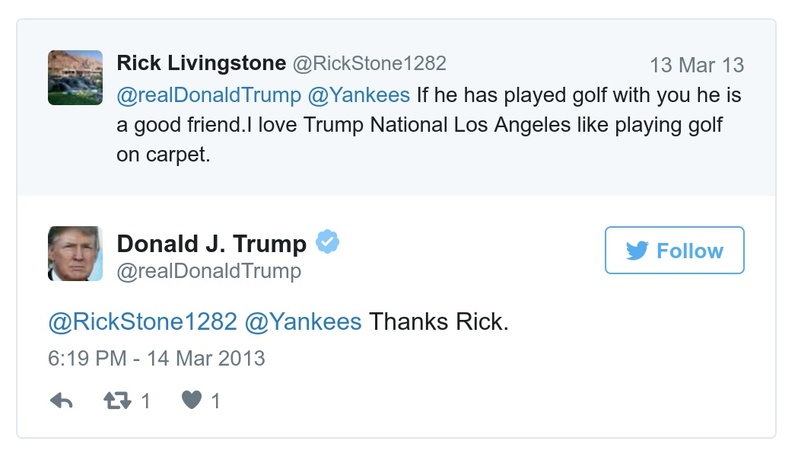 Rick Livingstone @RickStone1282 13 Mar 13
@realDonaldTrump @Yankees If he has played golf with you he is
a good friend.I love Trump National Los Angeles like playing golf
on carpet.
Donald J. Trump
@realDonaldTrump
Follow
@RickStone1282 @Yankees Thanks Rick.
6:19 PM - 14 Mar 2013
1 1